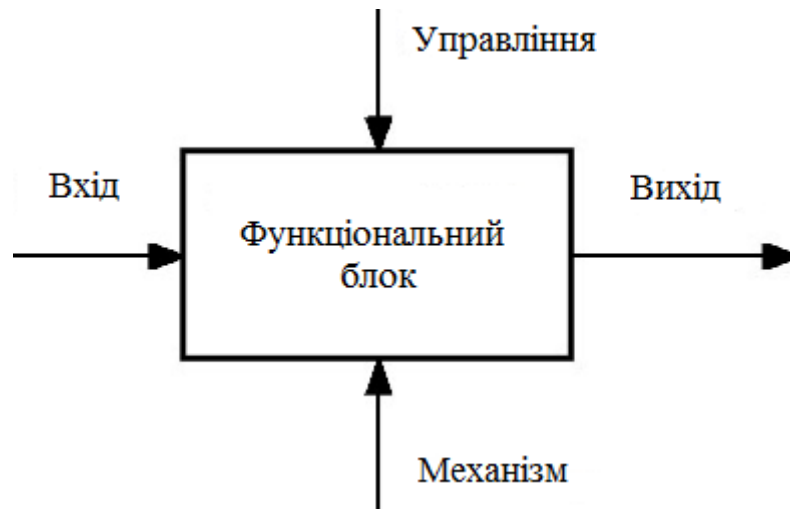 Управління
Вхід
Вихід
Функціональний
блок
Механізм